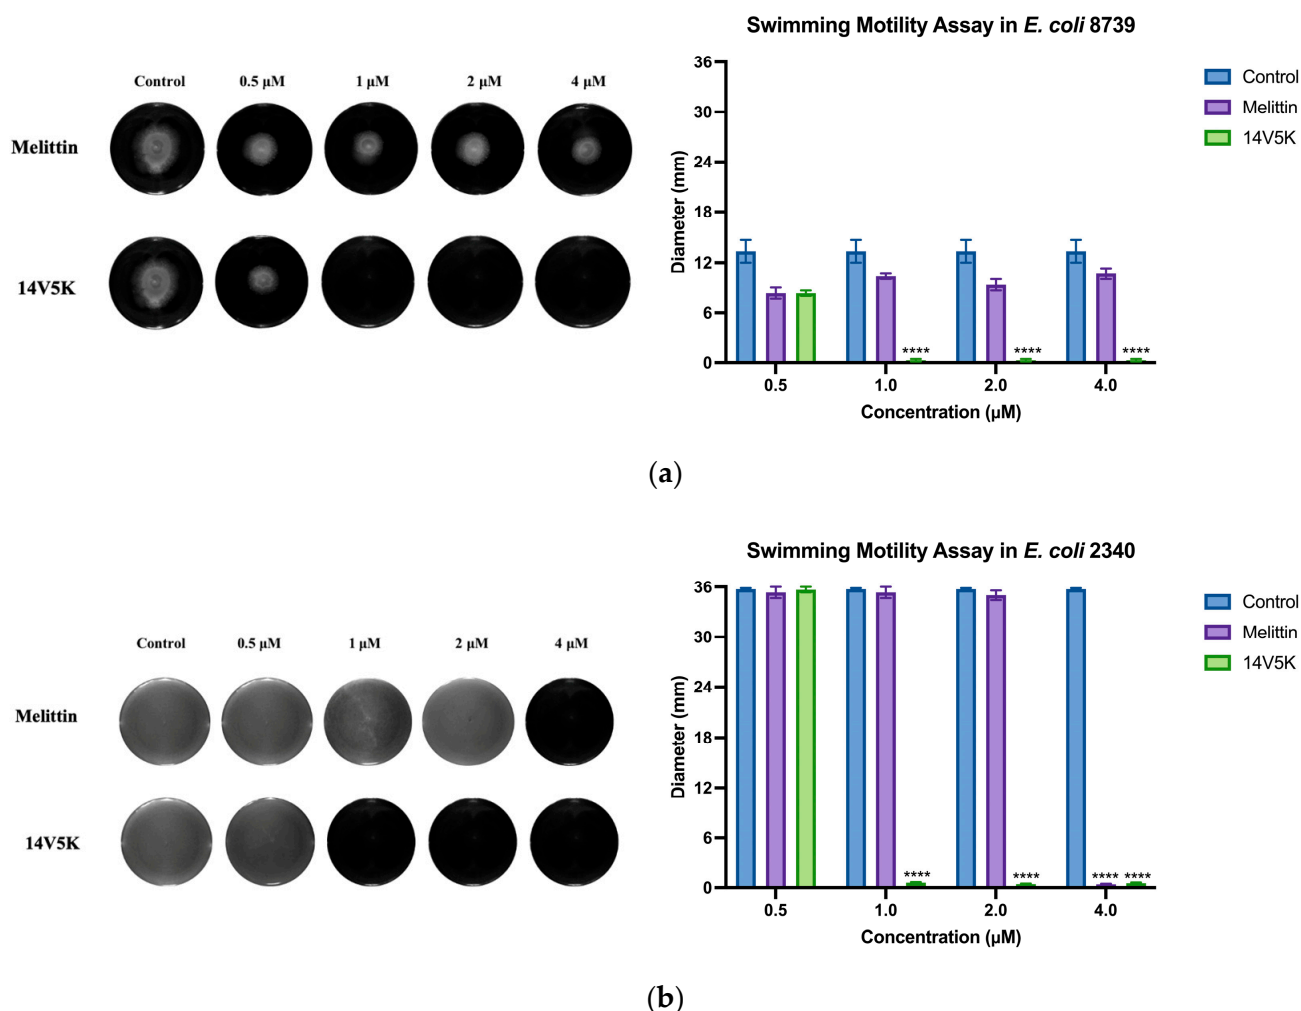 Swimming Motility Assay in E. coli 8739
Control 0.5 μM 1 μM 2 μM 4 μM
Melittin
14V5K
Diameter (mm)
36
30
24
18
12
6
0
**** **** ****
0.5 1.0 2.0 4.0
Concentration (μM)
Control
Melittin
14V5K
(a)
Swimming Motility Assay in E. coli 2340
Control 0.5 μM 1 μM 2 μM 4 μM
Melittin
14V5K
Diameter (mm)
36
30
24
18
12
6
0
**** **** **** ****
0.5 1.0 2.0 4.0
Concentration (μM)
Control
Melittin
14V5K
(b)